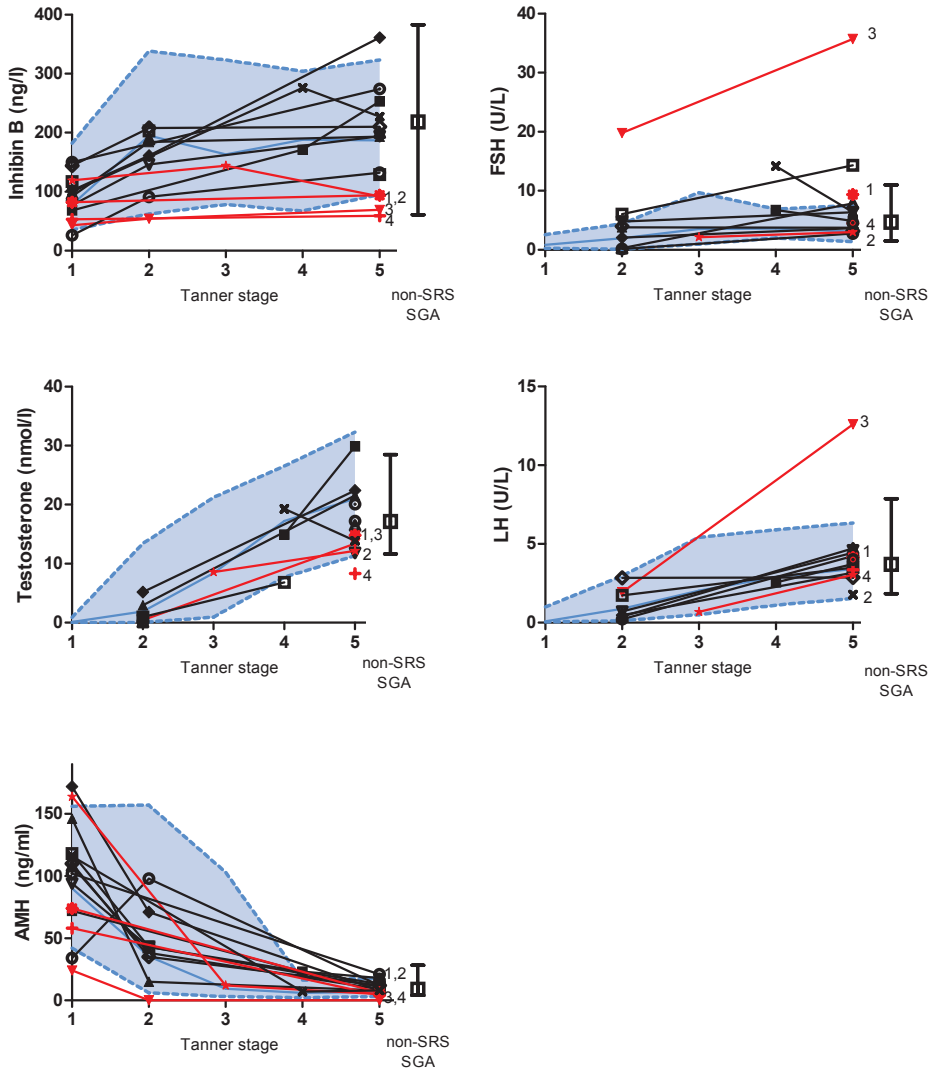 Inhibin B (ng/l)
400
300
200
100
0
1,2
3
4
1 2 3 4 5
Tanner stage
non-SRS
SGA
FSH (U/L)
40
30
20
10
0
3
1
4
2
1 2 3 4 5
Tanner stage
non-SRS
SGA
Testosterone (nmol/l)
40
30
20
10
0
1,3
2
4
1 2 3 4 5
Tanner stage
non-SRS
SGA
LH (U/L)
15
10
5
0
3
1
4
2
1 2 3 4 5
Tanner stage
non-SRS
SGA
AMH (ng/ml)
150
100
50
0
1,2
3,4
1 2 3 4 5
Tanner stage
non-SRS
SGA